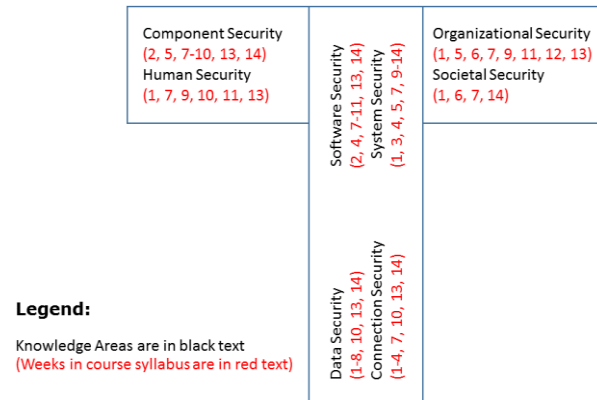 Component Security
(2, 5, 7-10, 13, 14)
Human Security
(1, 7, 9, 10, 11, 13)
Software Security
(2, 4, 7-11, 13, 14)
System Security
(1, 3, 4, 5, 7, 9-14)
Organizational Security
(1, 5, 6, 7, 9, 11, 12, 13)
Societal Security
(1, 6, 7, 14)
Data Security
(1-8, 10, 13, 14)
Connection Security
(1-4, 7, 10, 13, 14)
Legend:
Knowledge Areas are in black text
(Weeks in course syllabus are in red text)